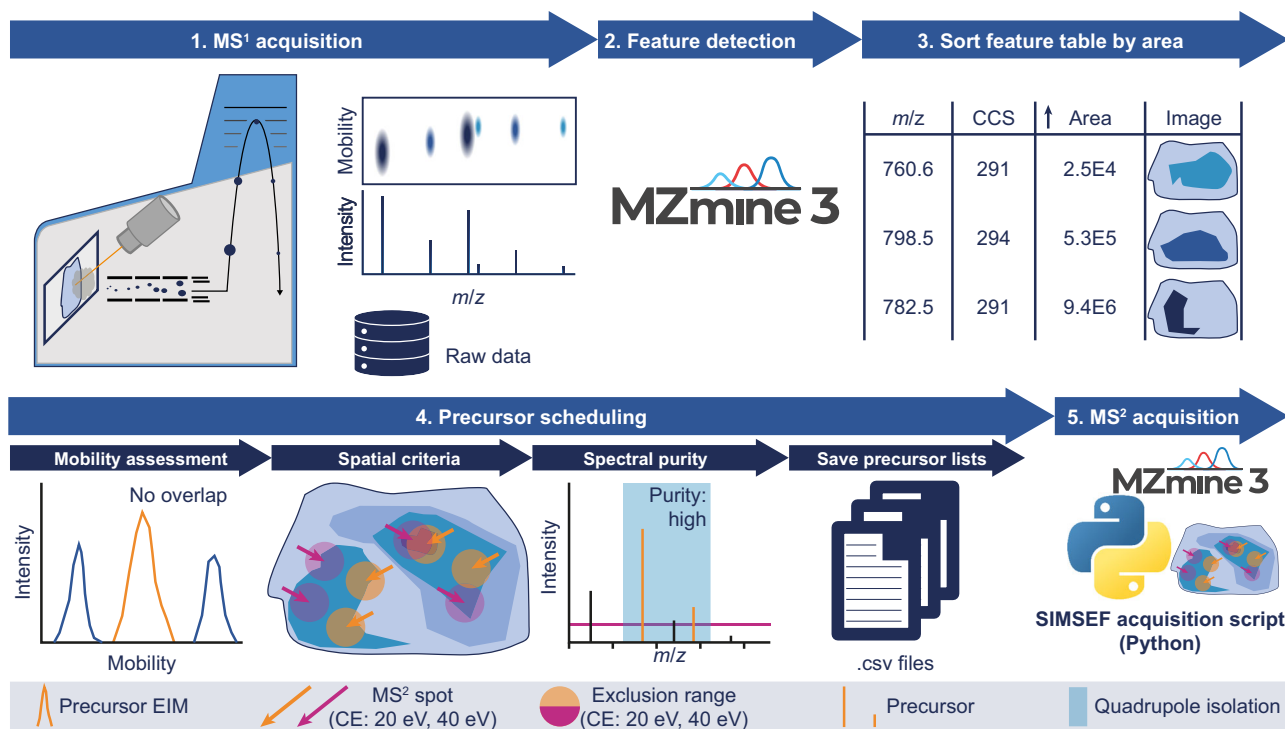 1. MS¹ acquisition
2. Feature detection
3. Sort feature table by area
Mobility
Intensity
m/z
Raw data
MZmine 3
m/z CCS ↑ Area Image
760.6 291 2.5E4
798.5 294 5.3E5
782.5 291 9.4E6
4. Precursor scheduling
5. MS² acquisition
Mobility assessment
Spatial criteria
Spectral purity
Save precursor lists
No overlap
Intensity
Mobility
Purity:
high
Intensity
m/z
.csv files
MZmine 3
SIMSEF acquisition script
(Python)
Precursor EIM
MS² spot
(CE: 20 eV, 40 eV)
Exclusion range
(CE: 20 eV, 40 eV)
Precursor
Quadrupole isolation